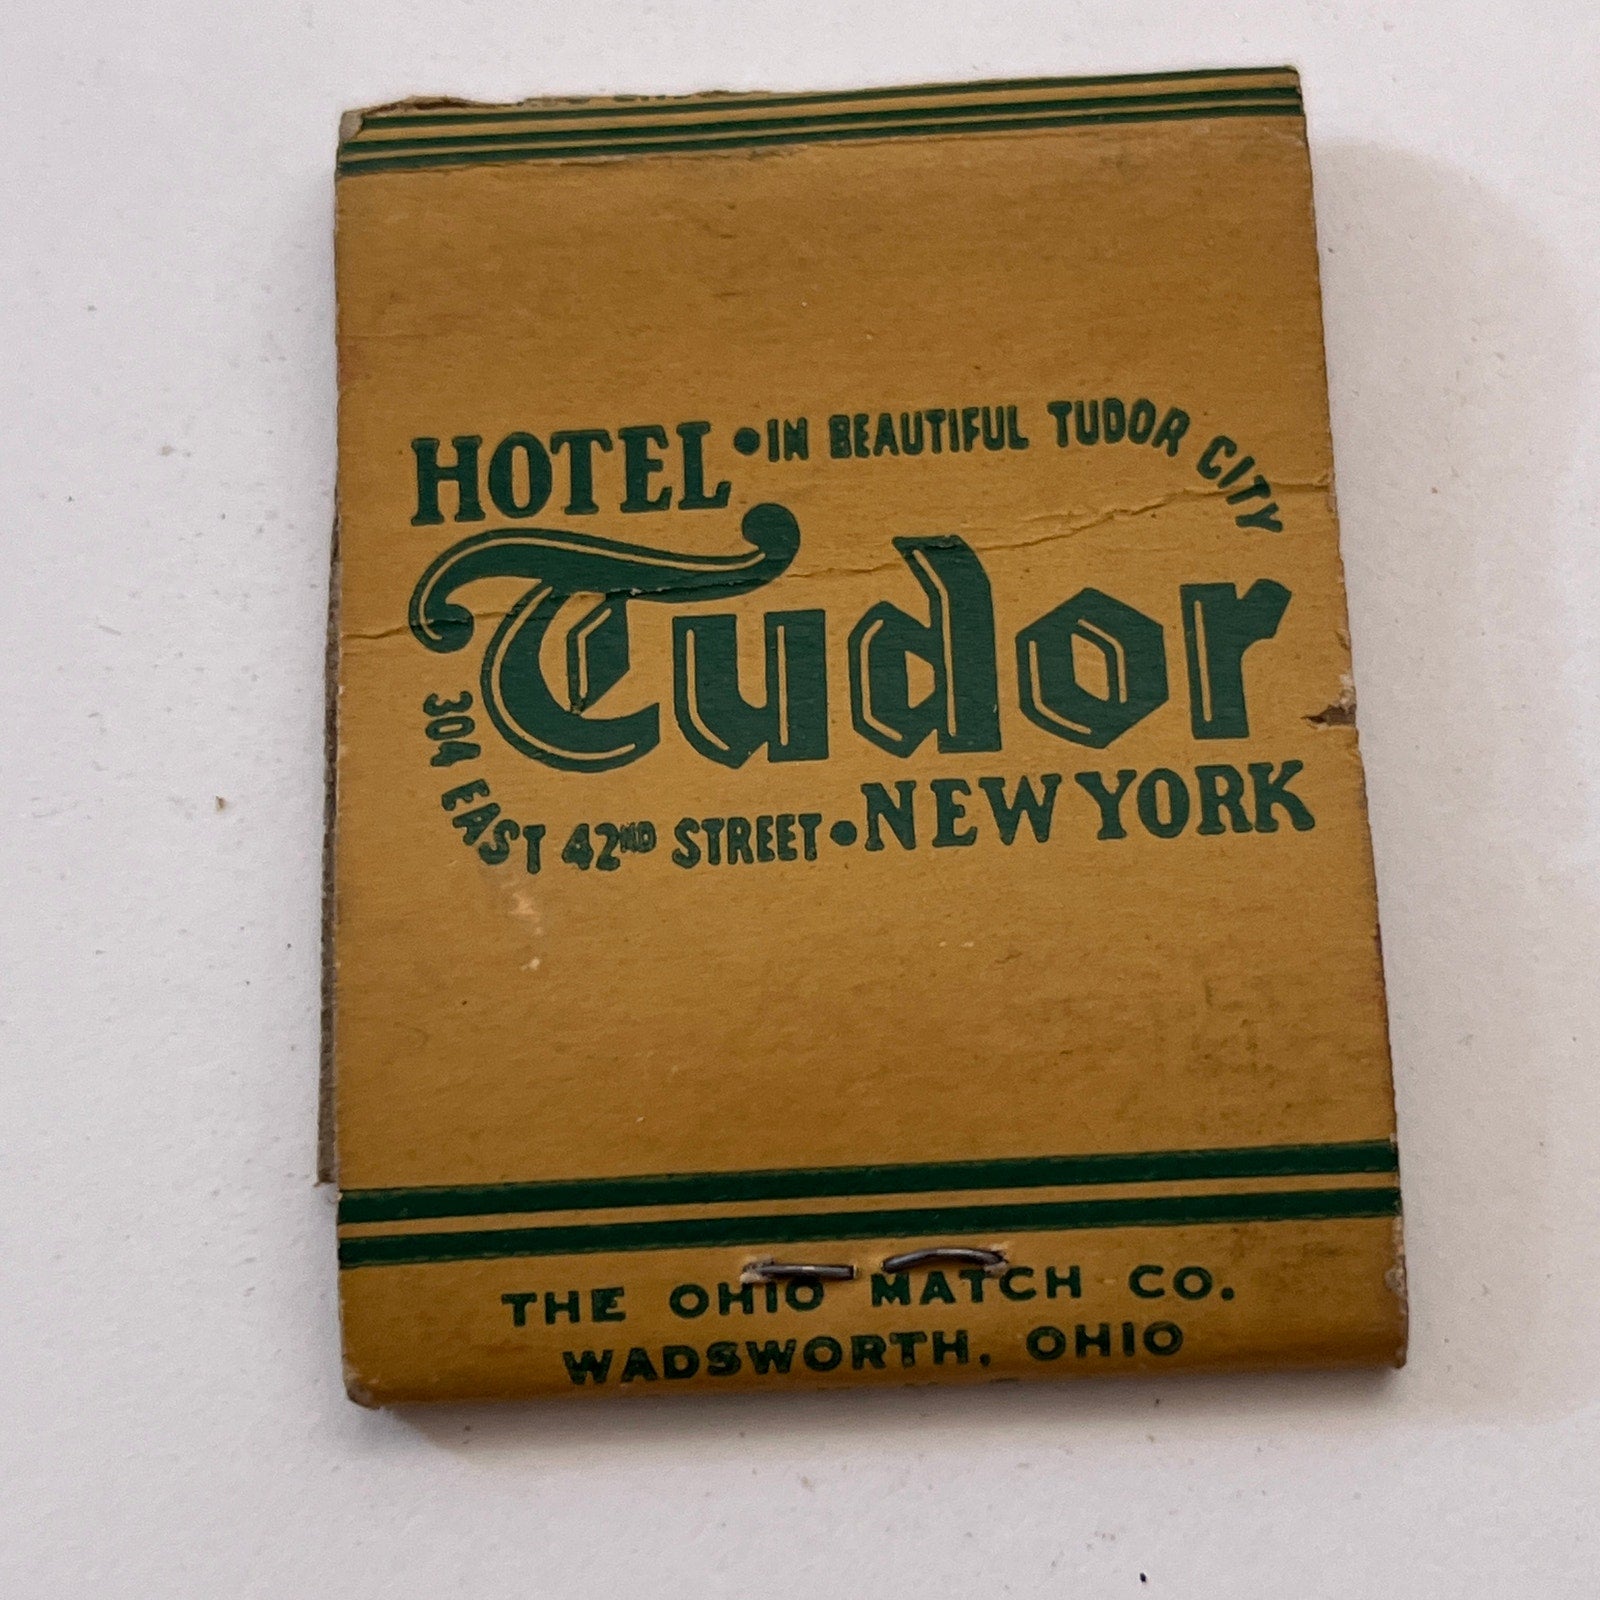 HOTEL • IN BEAUTIFUL TUDOR CITY
Tudor
304 EAST 42ND STREET • NEW YORK
THE OHIO MATCH CO.
WADSWORTH, OHIO